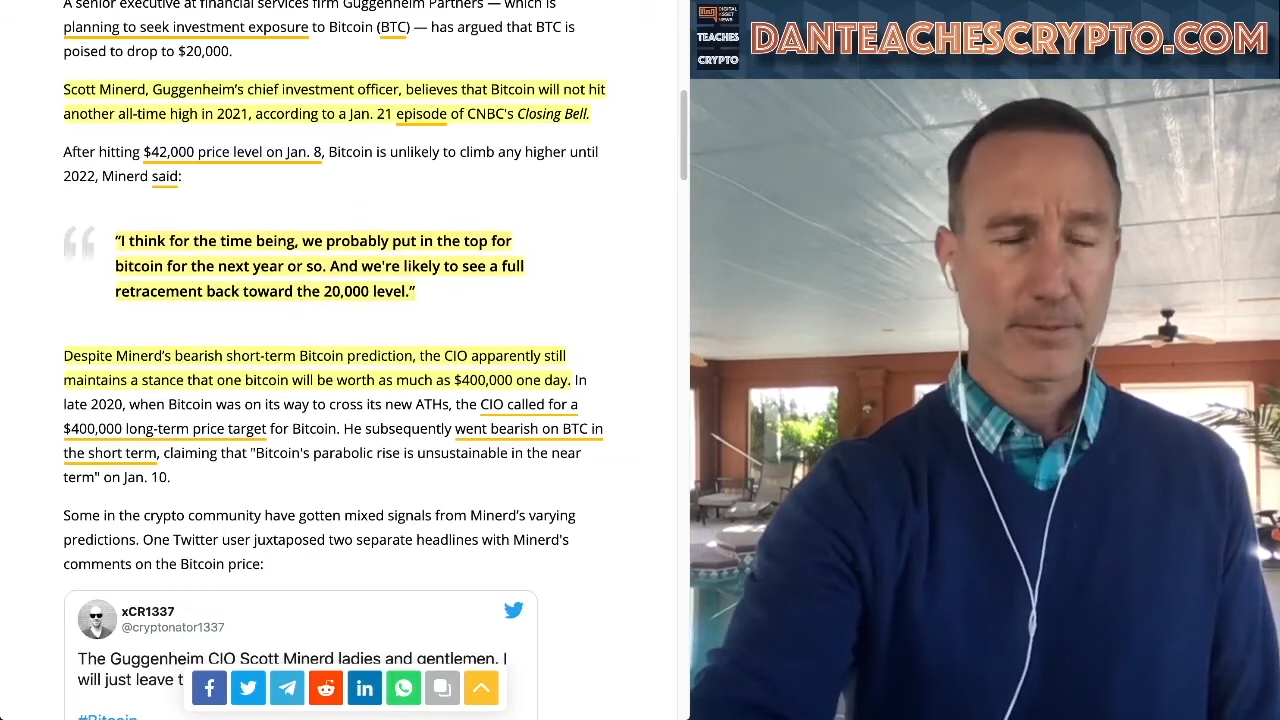 A senior executive at financial services firm Guggenheim Partners — which is
planning to seek investment exposure to Bitcoin (BTC) — has argued that BTC is
poised to drop to $20,000.
Scott Minerd, Guggenheim's chief investment officer, believes that Bitcoin will not hit
another all-time high in 2021, according to a Jan. 21 episode of CNBC's Closing Bell.
After hitting $42,000 price level on Jan. 8, Bitcoin is unlikely to climb any higher until
2022, Minerd said:
“I think for the time being, we probably put in the top for
bitcoin for the next year or so. And we're likely to see a full
retracement back toward the 20,000 level.”
Despite Minerd’s bearish short-term Bitcoin prediction, the CIO apparently still
maintains a stance that one bitcoin will be worth as much as $400,000 one day. In
late 2020, when Bitcoin was on its way to cross its new ATHs, the CIO called for a
$400,000 long-term price target for Bitcoin. He subsequently went bearish on BTC in
the short term, claiming that "Bitcoin's parabolic rise is unsustainable in the near
term" on Jan. 10.
Some in the crypto community have gotten mixed signals from Minerd’s varying
predictions. One Twitter user juxtaposed two separate headlines with Minerd's
comments on the Bitcoin price:
xCR1337
@cryptonator1337
The Guggenheim CIO Scott Minerd ladies and gentlemen. I
will just leave t
#Bitcoin
DIGITAL
ASSET
NEWS
TEACHES
CRYPTO
DANTEACHESCRYPTO.COM